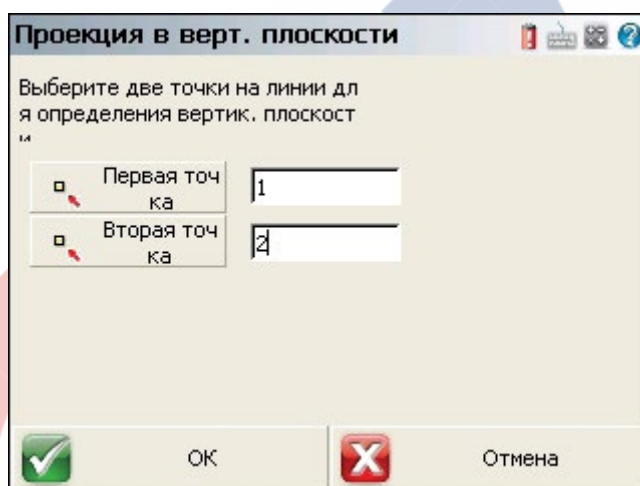 Проекция в верт. плоскости
Выберите две точки на линии дл
я определения вертик. плоскост
и
Первая точ
ка
1
Вторая точ
ка
2
ОК
Отмена